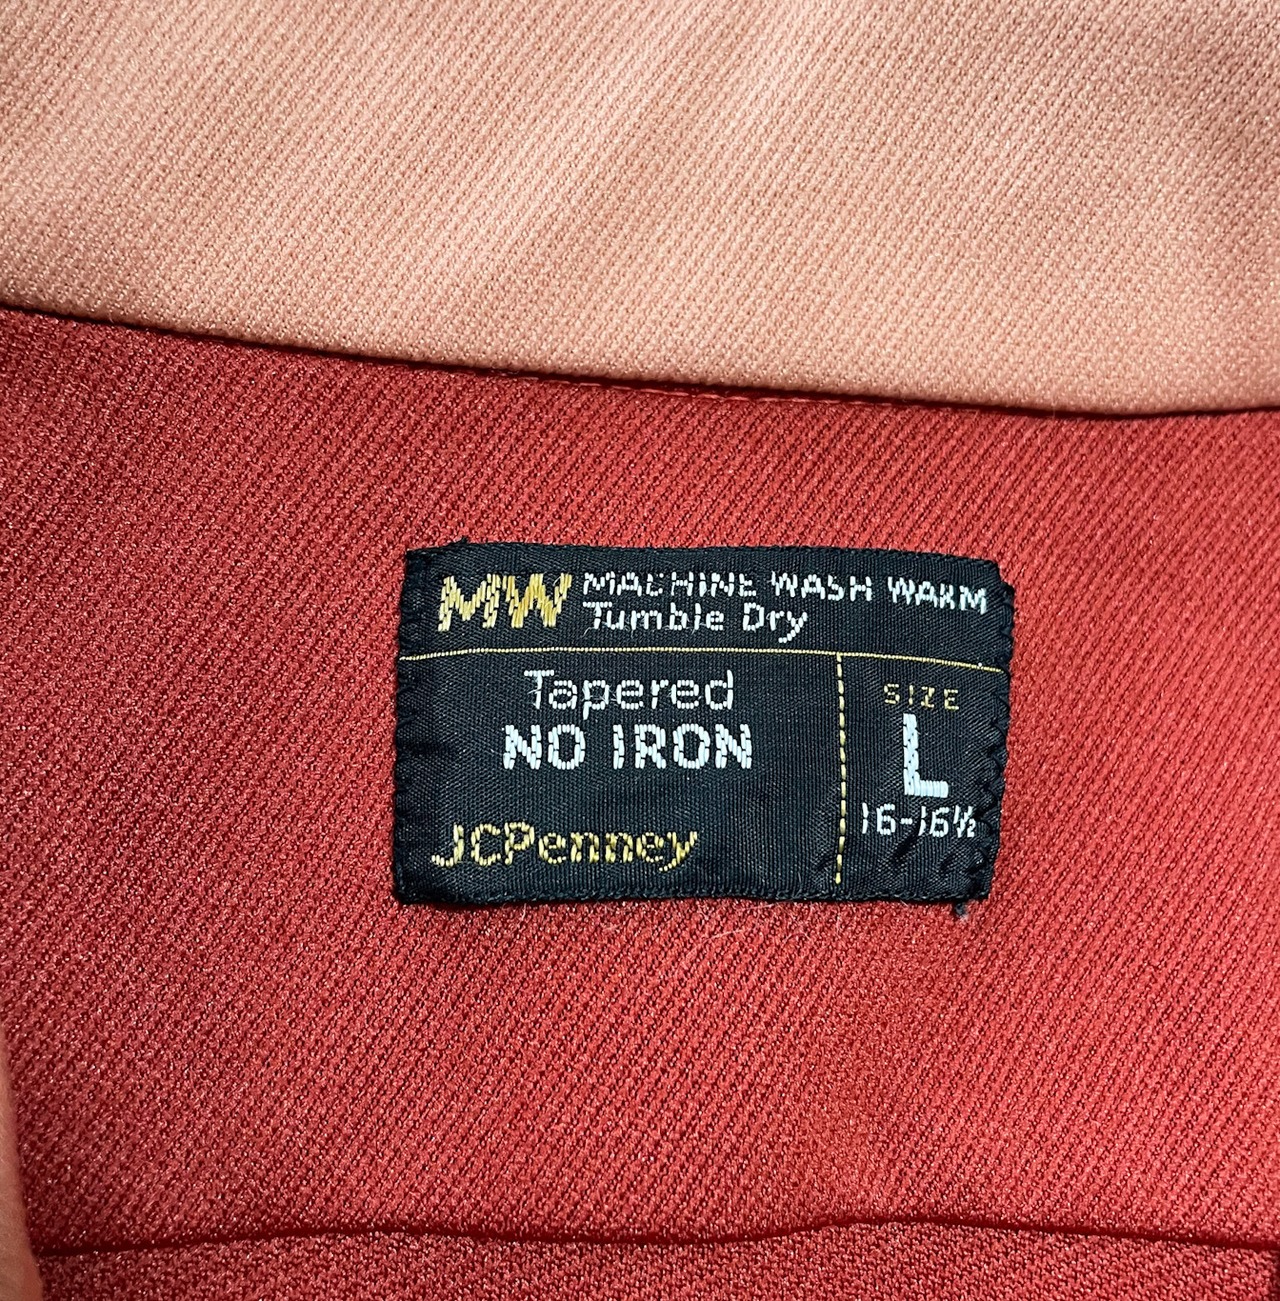 MW MACHINE WASH WARM
Tumble Dry
Tapered
NO IRON
JCPenney
SIZE
L
16-16½